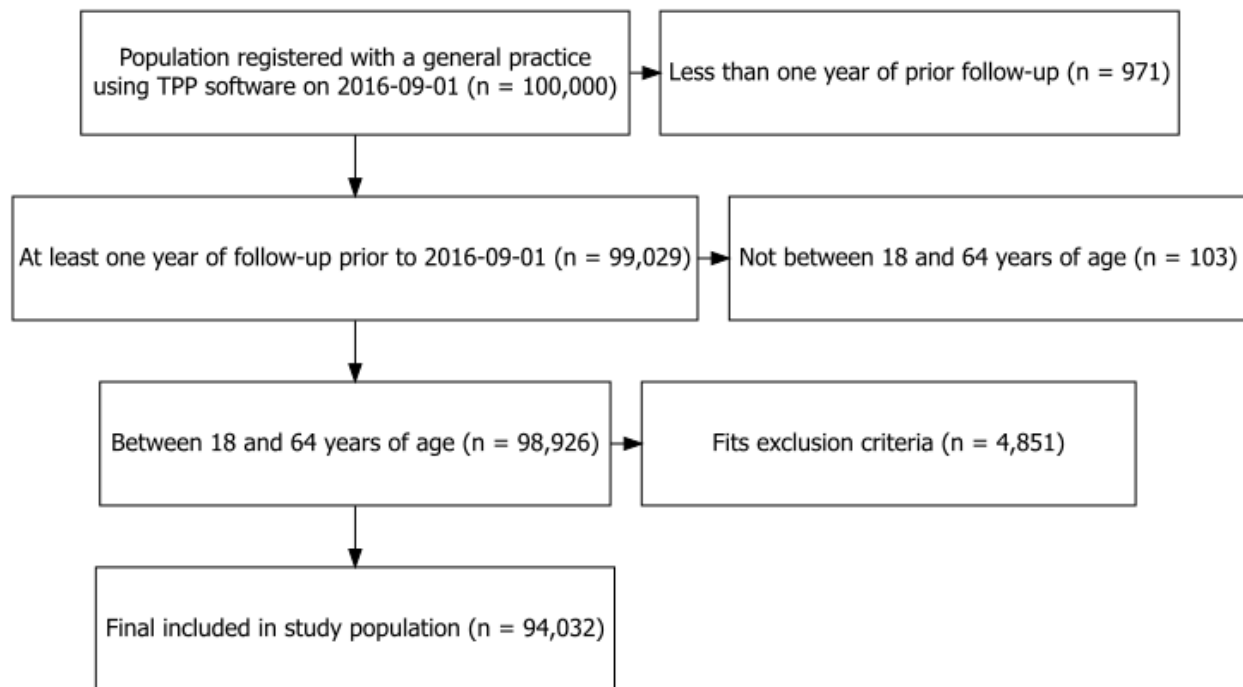 Population registered with a general practice
using TPP software on 2016-09-01 (n = 100,000)
Less than one year of prior follow-up (n = 971)
At least one year of follow-up prior to 2016-09-01 (n = 99,029)
Not between 18 and 64 years of age (n = 103)
Between 18 and 64 years of age (n = 98,926)
Fits exclusion criteria (n = 4,851)
Final included in study population (n = 94,032)